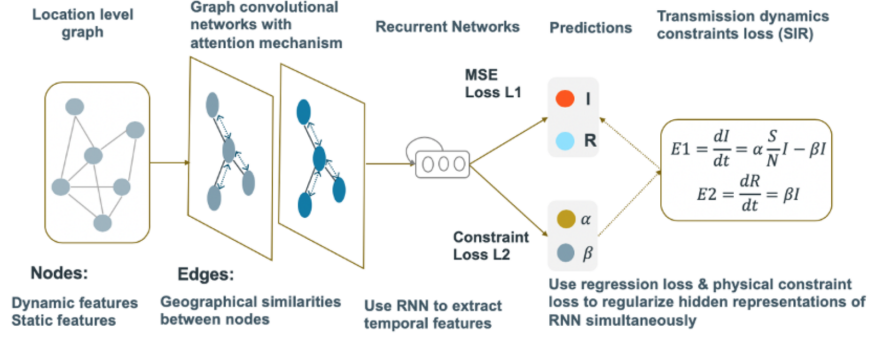 Location level
graph
Graph convolutional
networks with
attention mechanism
Recurrent Networks
Predictions
Transmission dynamics
constraints loss (SIR)
MSE
Loss L1
I
R
E1 = dI/dt = α S/N I − βI
E2 = dR/dt = βI
Constraint
Loss L2
α
β
Nodes:
Dynamic features
Static features
Edges:
Geographical similarities
between nodes
Use RNN to extract
temporal features
Use regression loss & physical constraint
loss to regularize hidden representations of
RNN simultaneously